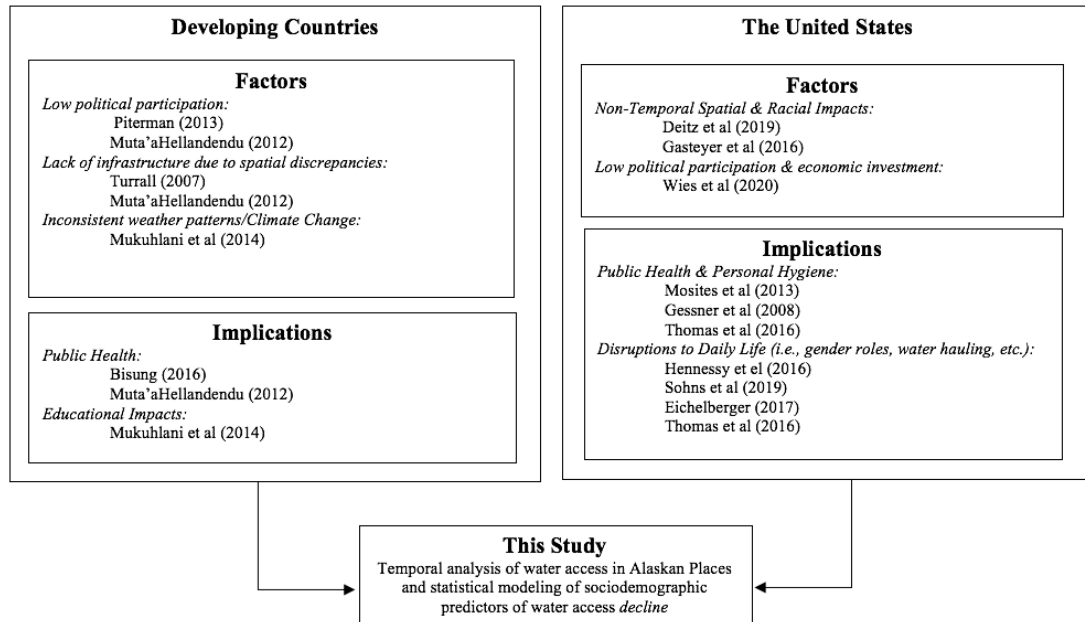 Developing Countries
Factors
Low political participation:
Piterman (2013)
Muta'aHellandendu (2012)
Lack of infrastructure due to spatial discrepancies:
Turrall (2007)
Muta'aHellandendu (2012)
Inconsistent weather patterns/Climate Change:
Mukuhlani et al (2014)
Implications
Public Health:
Bisung (2016)
Muta'aHellandendu (2012)
Educational Impacts:
Mukuhlani et al (2014)
The United States
Factors
Non-Temporal Spatial & Racial Impacts:
Deitz et al (2019)
Gasteyer et al (2016)
Low political participation & economic investment:
Wies et al (2020)
Implications
Public Health & Personal Hygiene:
Mosites et al (2013)
Gessner et al (2008)
Thomas et al (2016)
Disruptions to Daily Life (i.e., gender roles, water hauling, etc.):
Hennessy et el (2016)
Sohns et al (2019)
Eichelberger (2017)
Thomas et al (2016)
This Study
Temporal analysis of water access in Alaskan Places
and statistical modeling of sociodemographic
predictors of water access decline